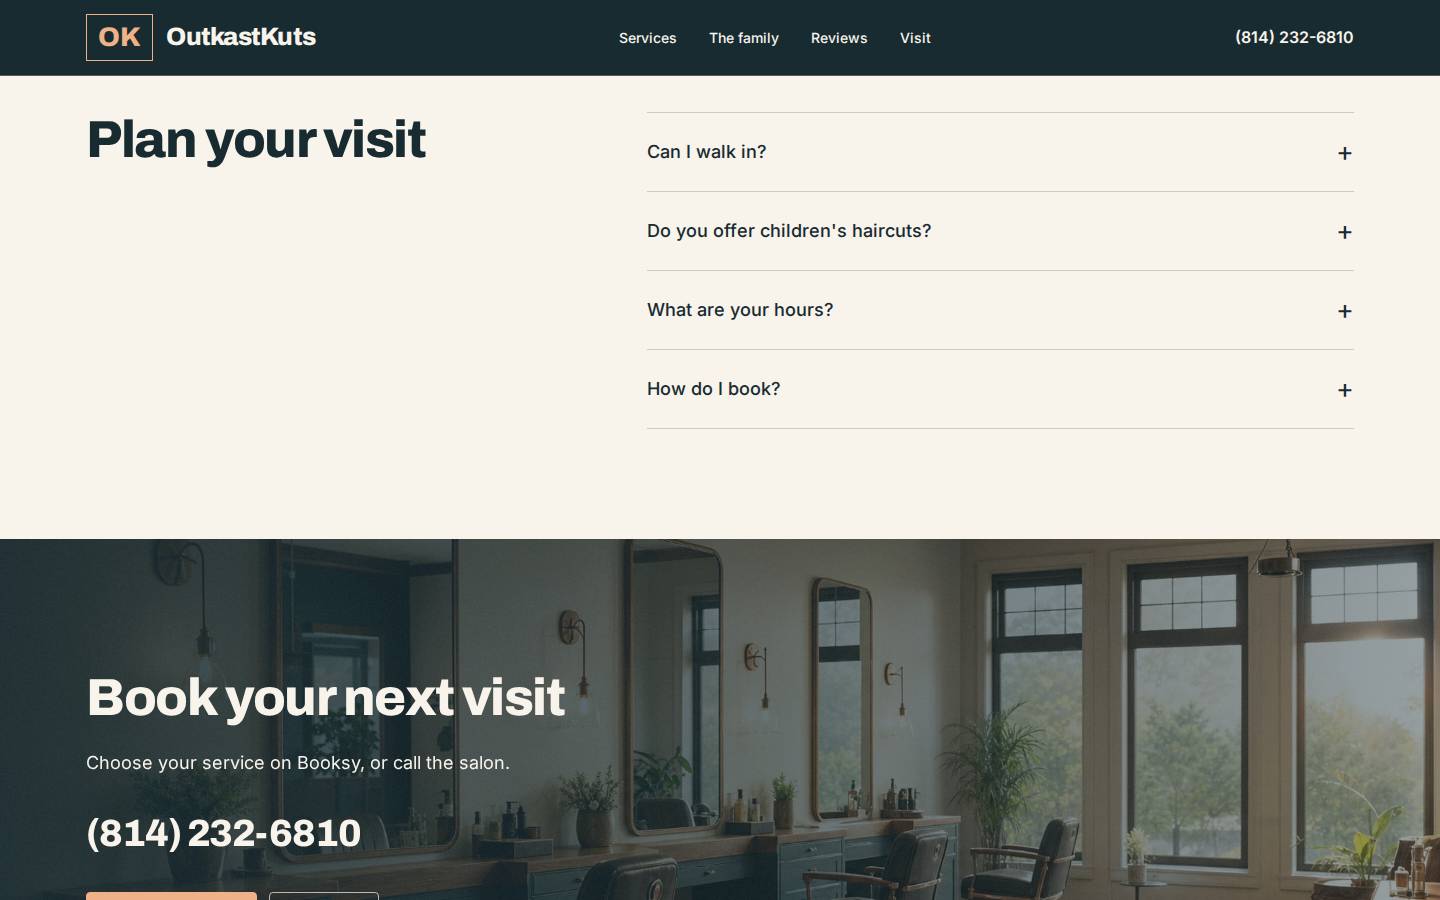 OK OutkastKuts Services The family Reviews Visit (814) 232-6810
Plan your visit
Can I walk in? +
Do you offer children's haircuts? +
What are your hours? +
How do I book? +
Book your next visit
Choose your service on Booksy, or call the salon.
(814) 232-6810